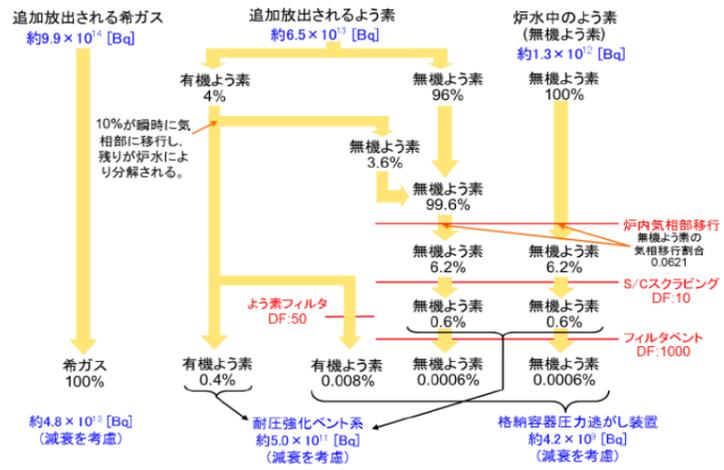 追加放出される希ガス
約9.9×10¹⁴ [Bq]
追加放出されるよう素
約6.5×10¹³ [Bq]
炉水中のよう素
(無機よう素)
約1.3×10¹² [Bq]
有機よう素
4%
無機よう素
96%
無機よう素
100%
10%が瞬時に気
相部に移行し,
残りが炉水によ
り分解される。
無機よう素
3.6%
無機よう素
99.6%
炉内気相部移行
無機よう素の
気相移行割合
0.0621
無機よう素
6.2%
無機よう素
6.2%
S/Cスクラビング
DF:10
よう素フィルタ
DF:50
無機よう素
0.6%
無機よう素
0.6%
フィルタベント
DF:1000
希ガス
100%
有機よう素
0.4%
有機よう素
0.008%
無機よう素
0.0006%
無機よう素
0.0006%
約4.8×10¹³ [Bq]
(減衰を考慮)
耐圧強化ベント系
約5.0×10¹¹ [Bq]
(減衰を考慮)
格納容器圧力逃がし装置
約4.2×10⁹ [Bq]
(減衰を考慮)